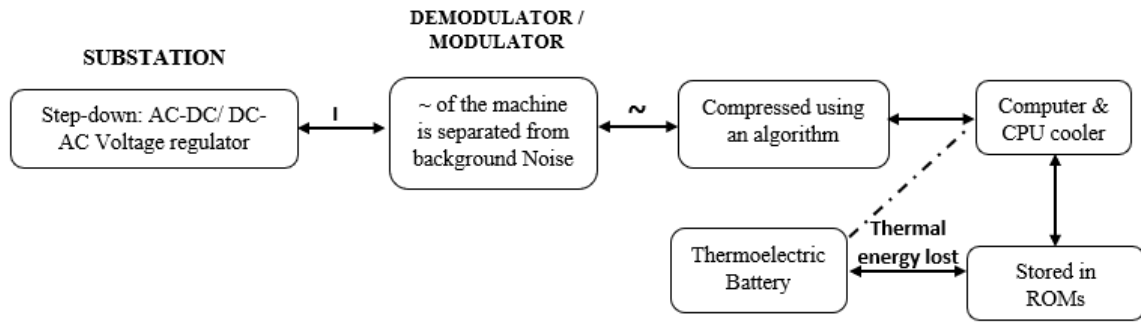 DEMODULATOR /
MODULATOR
SUBSTATION
Step-down: AC-DC/ DC-
AC Voltage regulator
I
~ of the machine
is separated from
background Noise
~
Compressed using
an algorithm
Computer &
CPU cooler
Thermoelectric
Battery
Thermal
energy lost
Stored in
ROMs